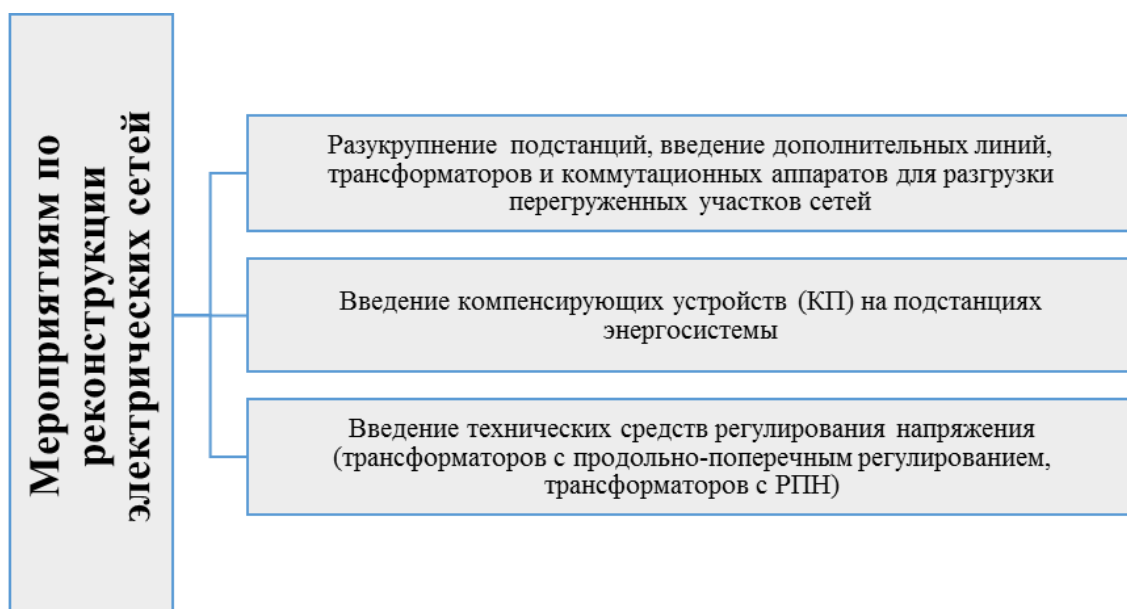 Мероприятиям по
реконструкции
электрических сетей
Разукрупнение подстанций, введение дополнительных линий,
трансформаторов и коммутационных аппаратов для разгрузки
перегруженных участков сетей
Введение компенсирующих устройств (КП) на подстанциях
энергосистемы
Введение технических средств регулирования напряжения
(трансформаторов с продольно-поперечным регулированием,
трансформаторов с РПН)